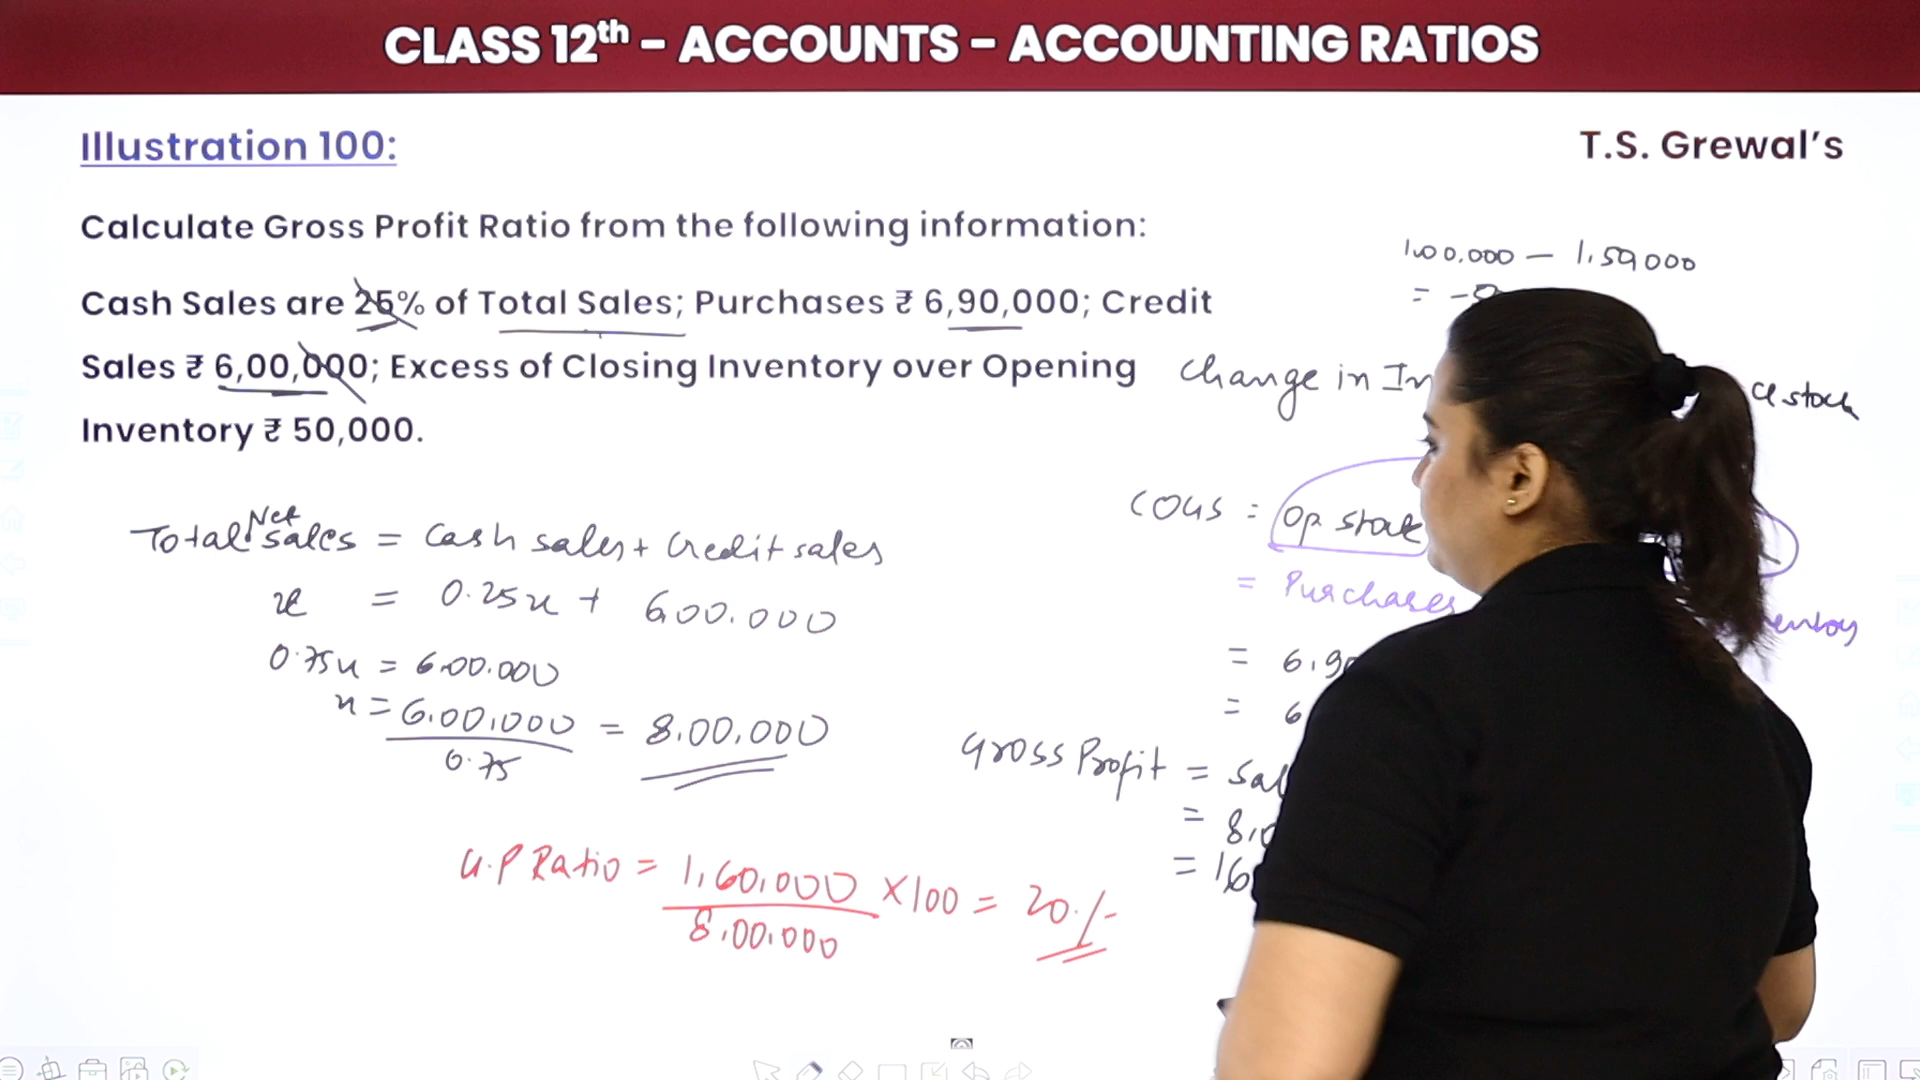 CLASS 12th – ACCOUNTS – ACCOUNTING RATIOS
Illustration 100:
T.S. Grewal's
Calculate Gross Profit Ratio from the following information:
Cash Sales are 25% of Total Sales; Purchases ₹ 6,90,000; Credit
Sales ₹ 6,00,000; Excess of Closing Inventory over Opening
Inventory ₹ 50,000.
1,00,000 – 1,50,000
= -
Change in In
Cl stock
Total Net Sales = Cash sales + Credit sales
x = 0.25x + 6,00,000
0.75x = 6,00,000
x = 6,00,000 / 0.75 = 8,00,000
COGS = Op stock
= Purchases
entory
= 6,9
= 6
Gross Profit = Sal
= 8,0
= 16
G.P Ratio = 1,60,000 / 8,00,000 × 100 = 20%